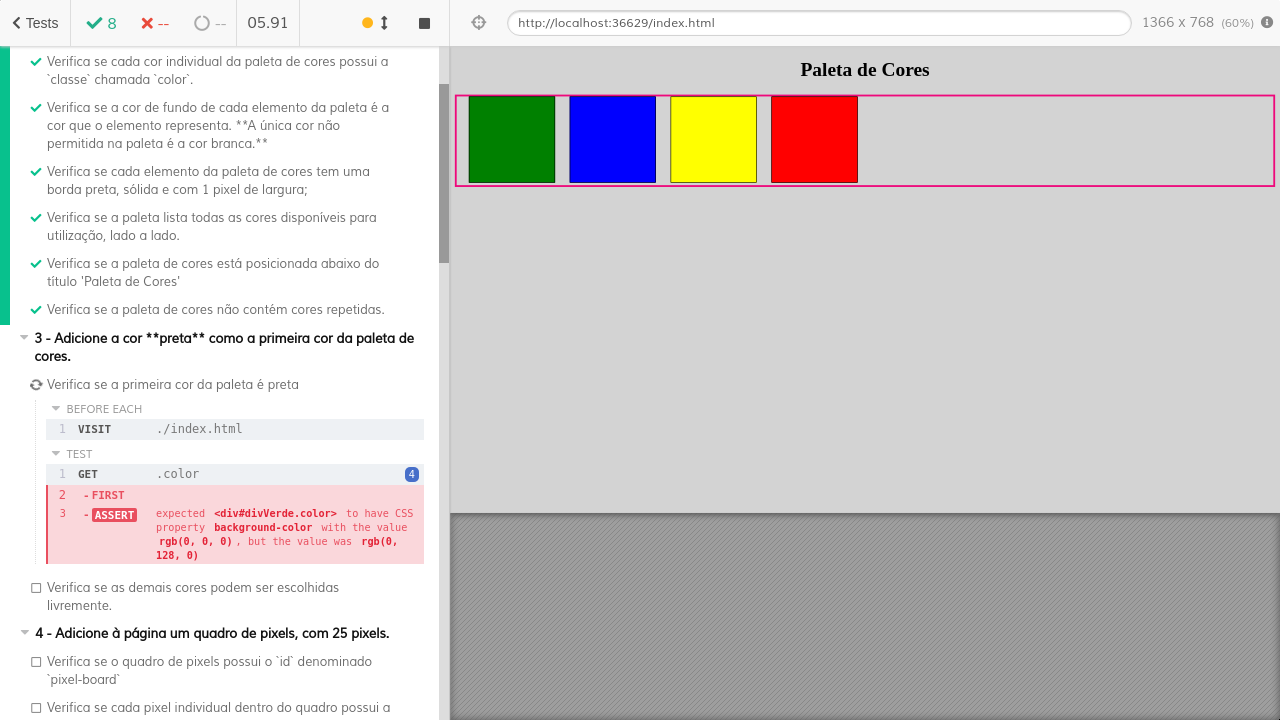 Tests
8
--
--
05.91
http://localhost:36629/index.html
1366 x 768 (60%)
Verifica se cada cor individual da paleta de cores possui a
`classe` chamada `color`.
Verifica se a cor de fundo de cada elemento da paleta é a
cor que o elemento representa. **A única cor não
permitida na paleta é a cor branca.**
Verifica se cada elemento da paleta de cores tem uma
borda preta, sólida e com 1 pixel de largura;
Verifica se a paleta lista todas as cores disponíveis para
utilização, lado a lado.
Verifica se a paleta de cores está posicionada abaixo do
título 'Paleta de Cores'
Verifica se a paleta de cores não contém cores repetidas.
3 - Adicione a cor **preta** como a primeira cor da paleta de
cores.
Verifica se a primeira cor da paleta é preta
BEFORE EACH
1 VISIT ./index.html
TEST
1 GET .color 4
2 - FIRST
3 - ASSERT expected <div#divVerde.color> to have CSS
property background-color with the value
rgb(0, 0, 0), but the value was rgb(0,
128, 0)
Verifica se as demais cores podem ser escolhidas
livremente.
4 - Adicione à página um quadro de pixels, com 25 pixels.
Verifica se o quadro de pixels possui o `id` denominado
`pixel-board`
Verifica se cada pixel individual dentro do quadro possui a
Paleta de Cores